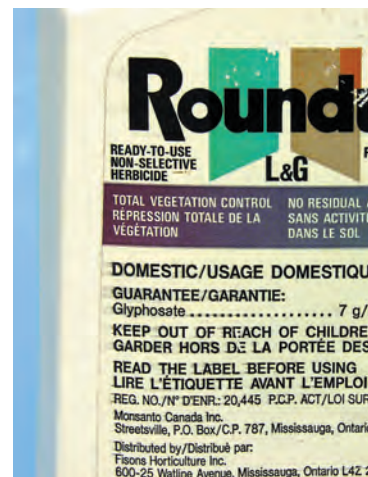 Roundu
READY-TO-USE
NON-SELECTIVE
HERBICIDE
L&G
TOTAL VEGETATION CONTROL
RÉPRESSION TOTALE DE LA
VÉGÉTATION
NO RESIDUAL A
SANS ACTIVITÉ
DANS LE SOL
DOMESTIC/USAGE DOMESTIQU
GUARANTEE/GARANTIE:
Glyphosate .................. 7 g/
KEEP OUT OF REACH OF CHILDRE
GARDER HORS DE LA PORTÉE DES
READ THE LABEL BEFORE USING
LIRE L'ÉTIQUETTE AVANT L'EMPLOI
REG. NO./N° D'ENR.: 20,445 P.C.P. ACT/LOI SUR
Monsanto Canada Inc.
Streetsville, P.O. Box/C.P. 787, Mississauga, Ontario
Distributed by/Distribué par:
Fisons Horticulture Inc.
600-25 Watline Avenue, Mississauga, Ontario L4Z 2